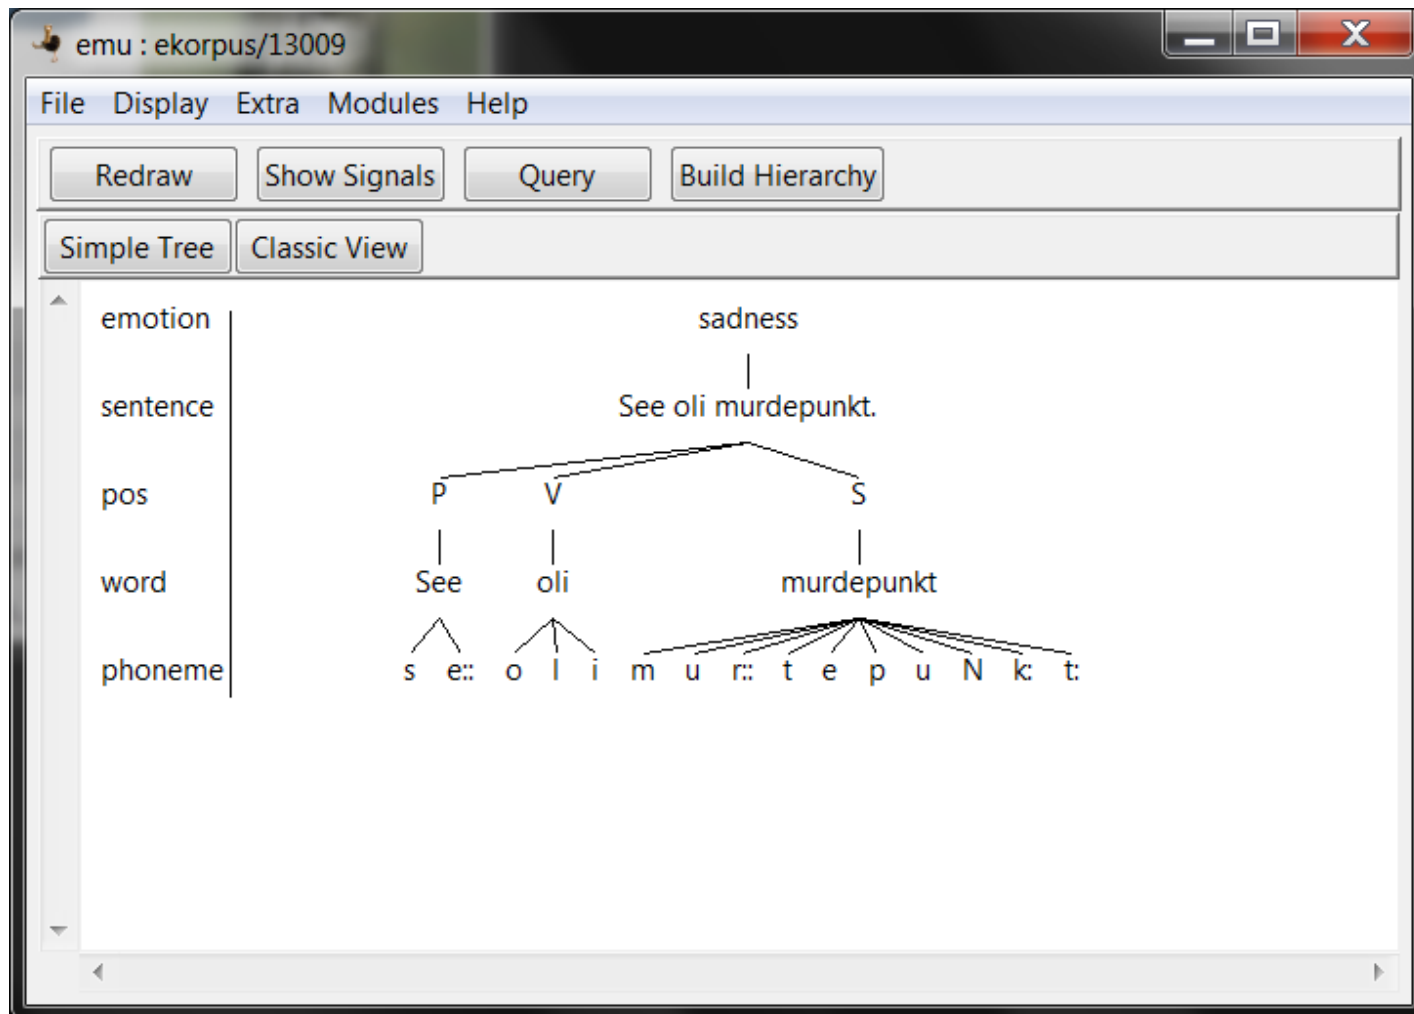 emu : ekorpus/13009
File Display Extra Modules Help
Redraw Show Signals Query Build Hierarchy
Simple Tree Classic View
emotion sadness
sentence See oli murdepunkt.
pos P V S
word See oli murdepunkt
phoneme s e:: o l i m u r:: t e p u N k: t: